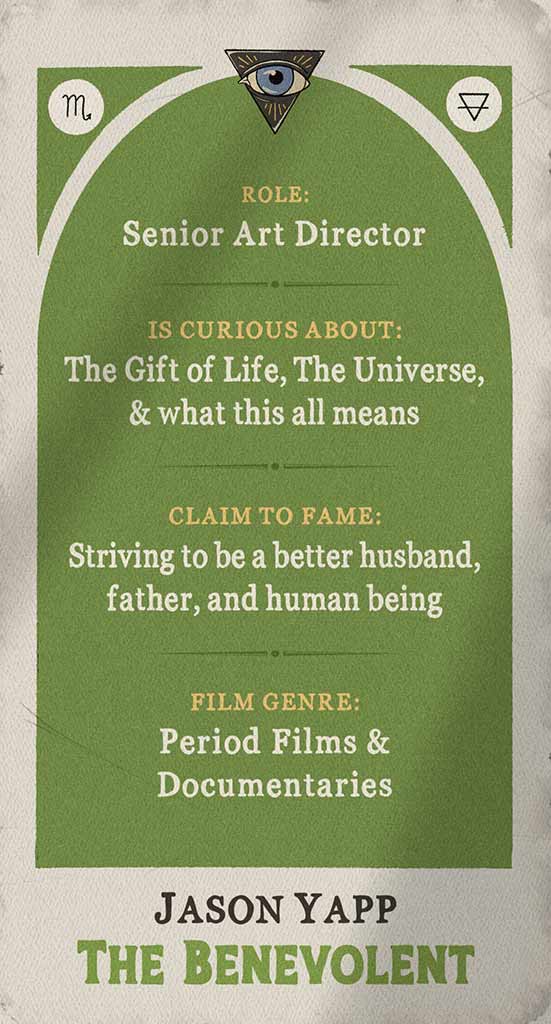 ROLE:
Senior Art Director
IS CURIOUS ABOUT:
The Gift of Life, The Universe,
& what this all means
CLAIM TO FAME:
Striving to be a better husband,
father, and human being
FILM GENRE:
Period Films &
Documentaries
JASON YAPP
THE BENEVOLENT